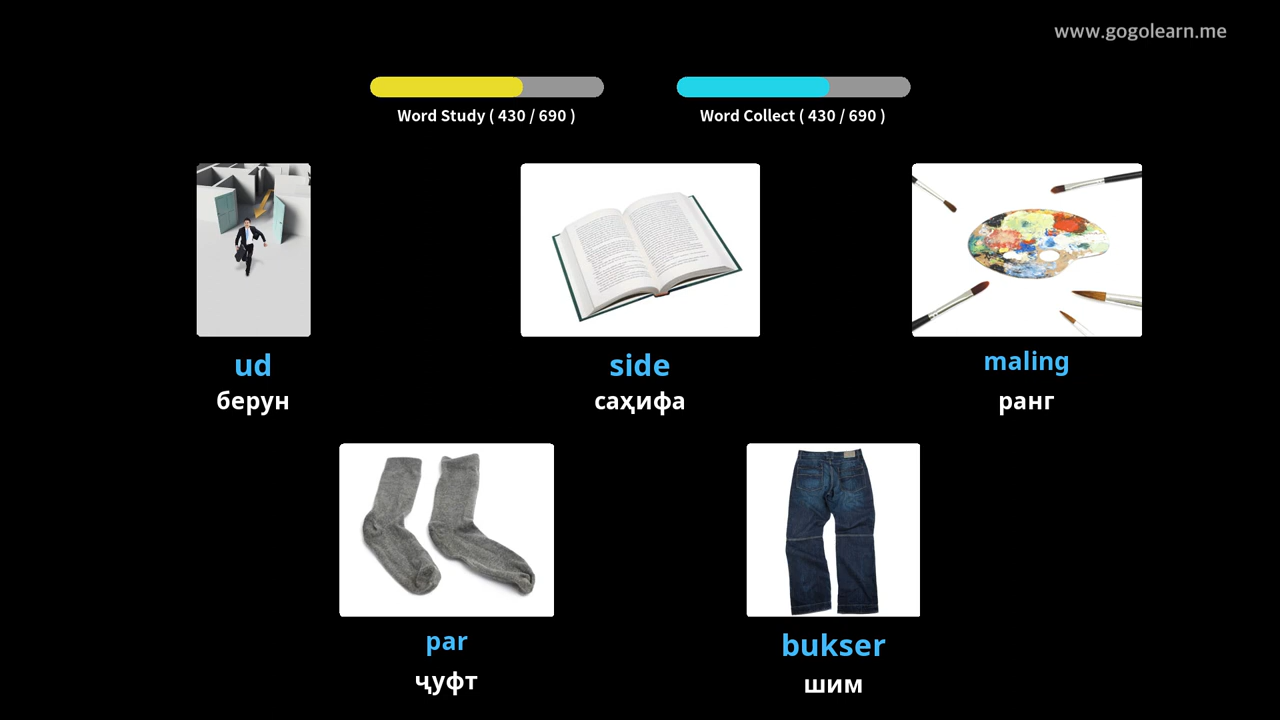 www.gogolearn.me
Word Study ( 430 / 690 )
Word Collect ( 430 / 690 )
ud
берун
side
саҳифа
maling
ранг
par
ҷуфт
bukser
шим